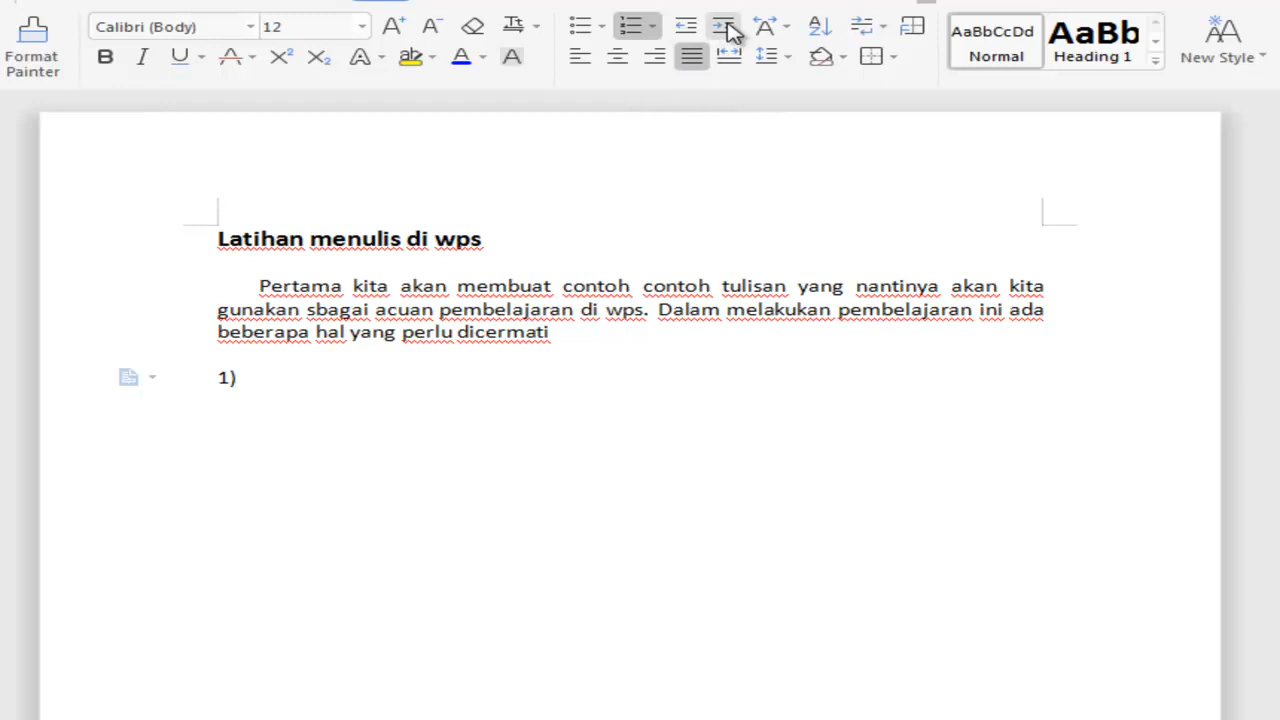 Calibri (Body) 12
AaBbCcDd AaBb
Normal Heading 1
Format
Painter
New Style
Latihan menulis di wps
Pertama kita akan membuat contoh contoh tulisan yang nantinya akan kita
gunakan sbagai acuan pembelajaran di wps. Dalam melakukan pembelajaran ini ada
beberapa hal yang perlu dicermati
1)